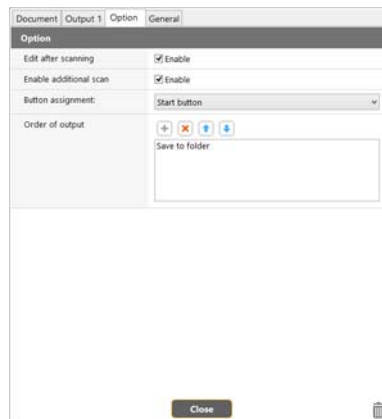 Document Output 1 Option General
Option
Edit after scanning Enable
Enable additional scan Enable
Button assignment: Start button
Order of output
Save to folder
Close